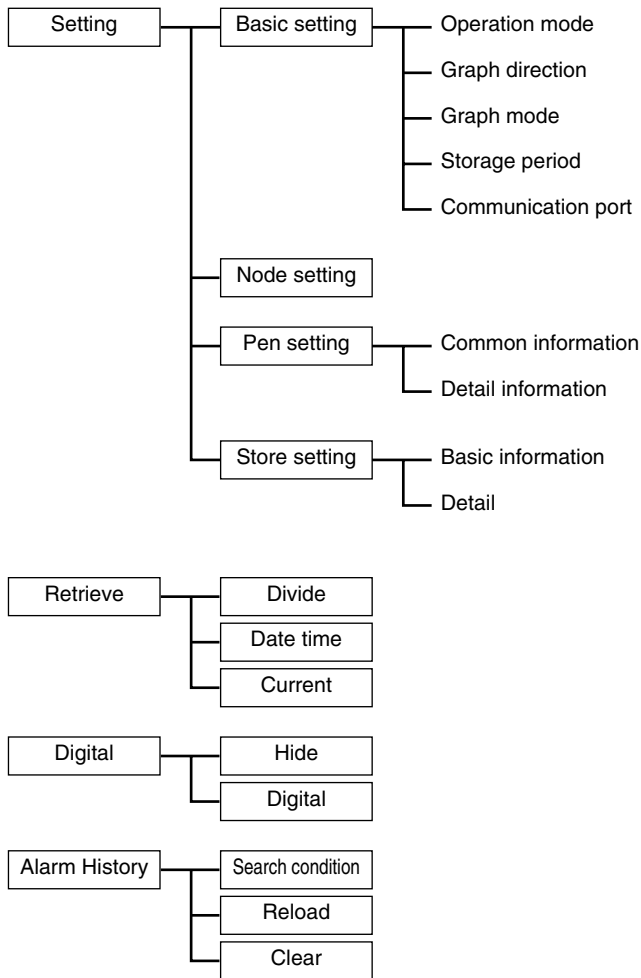 Setting
Basic setting
Operation mode
Graph direction
Graph mode
Storage period
Communication port
Node setting
Pen setting
Common information
Detail information
Store setting
Basic information
Detail
Retrieve
Divide
Date time
Current
Digital
Hide
Digital
Alarm History
Search condition
Reload
Clear